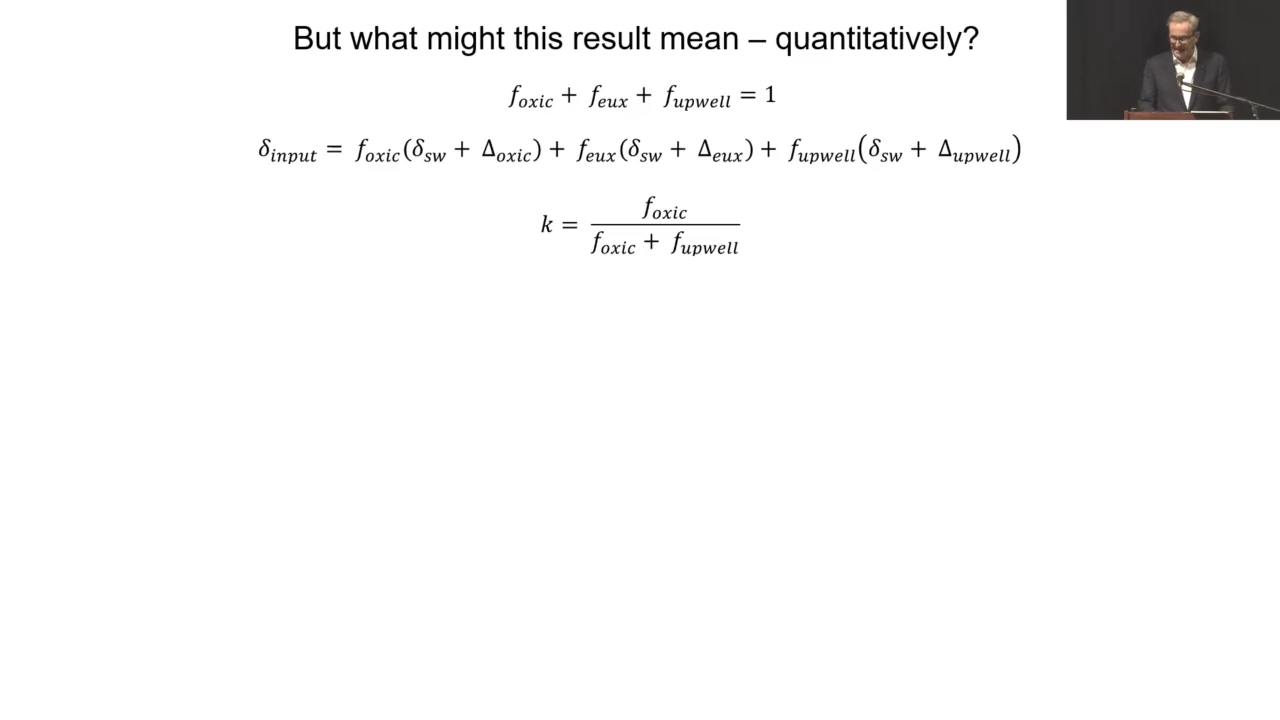 But what might this result mean – quantitatively?
f_oxic + f_eux + f_upwell = 1
δ_input = f_oxic(δ_sw + Δ_oxic) + f_eux(δ_sw + Δ_eux) + f_upwell(δ_sw + Δ_upwell)
k = f_oxic / (f_oxic + f_upwell)